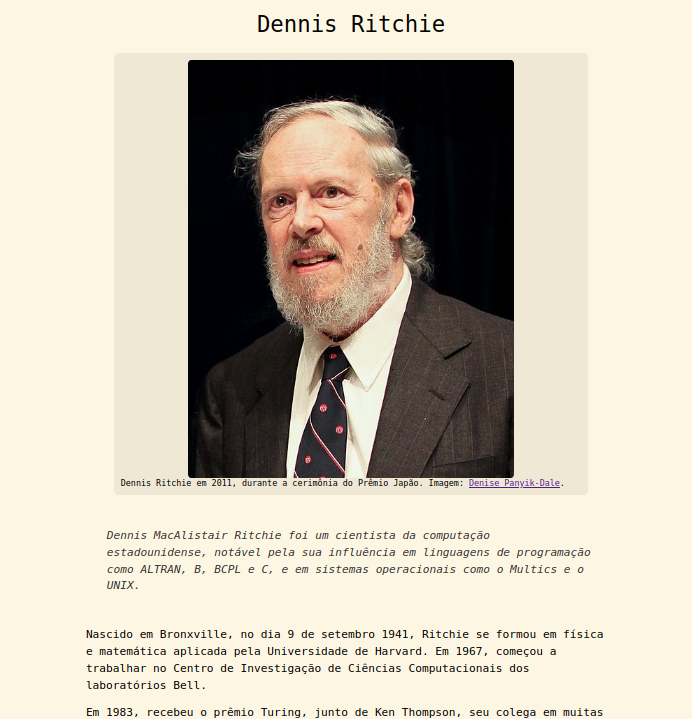 Dennis Ritchie
Dennis Ritchie em 2011, durante a cerimônia do Prêmio Japão. Imagem: Denise Panyik-Dale.
Dennis MacAlistair Ritchie foi um cientista da computação
estadounidense, notável pela sua influência em linguagens de programação
como ALTRAN, B, BCPL e C, e em sistemas operacionais como o Multics e o
UNIX.
Nascido em Bronxville, no dia 9 de setembro 1941, Ritchie se formou em física
e matemática aplicada pela Universidade de Harvard. Em 1967, começou a
trabalhar no Centro de Investigação de Ciências Computacionais dos
laboratórios Bell.
Em 1983, recebeu o prêmio Turing, junto de Ken Thompson, seu colega em muitas